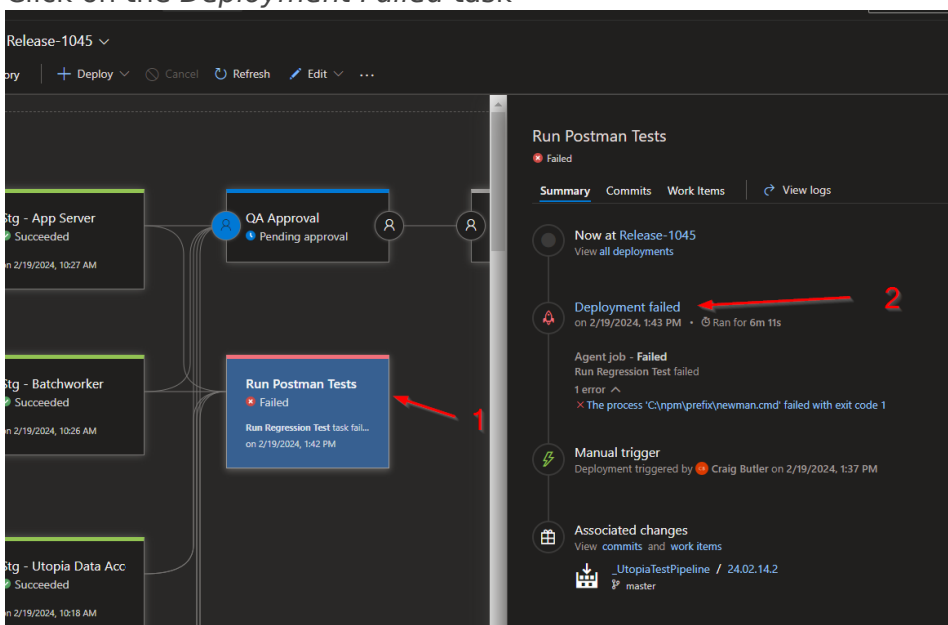 Click on the Deployment Failed task
Release-1045
ory
Deploy
Cancel
Refresh
Edit
...
Stg - App Server
Succeeded
on 2/19/2024, 10:27 AM
QA Approval
Pending approval
Stg - Batchworker
Succeeded
on 2/19/2024, 10:26 AM
Run Postman Tests
Failed
Run Regression Test task fail...
on 2/19/2024, 1:42 PM
1
Stg - Utopia Data Acc
Succeeded
on 2/19/2024, 10:18 AM
Run Postman Tests
Failed
Summary Commits Work Items View logs
Now at Release-1045
View all deployments
Deployment failed
2
on 2/19/2024, 1:43 PM • Ran for 6m 11s
Agent job - Failed
Run Regression Test failed
1 error
The process 'C:\npm\prefix\newman.cmd' failed with exit code 1
Manual trigger
Deployment triggered by Craig Butler on 2/19/2024, 1:37 PM
Associated changes
View commits and work items
_UtopiaTestPipeline / 24.02.14.2
master